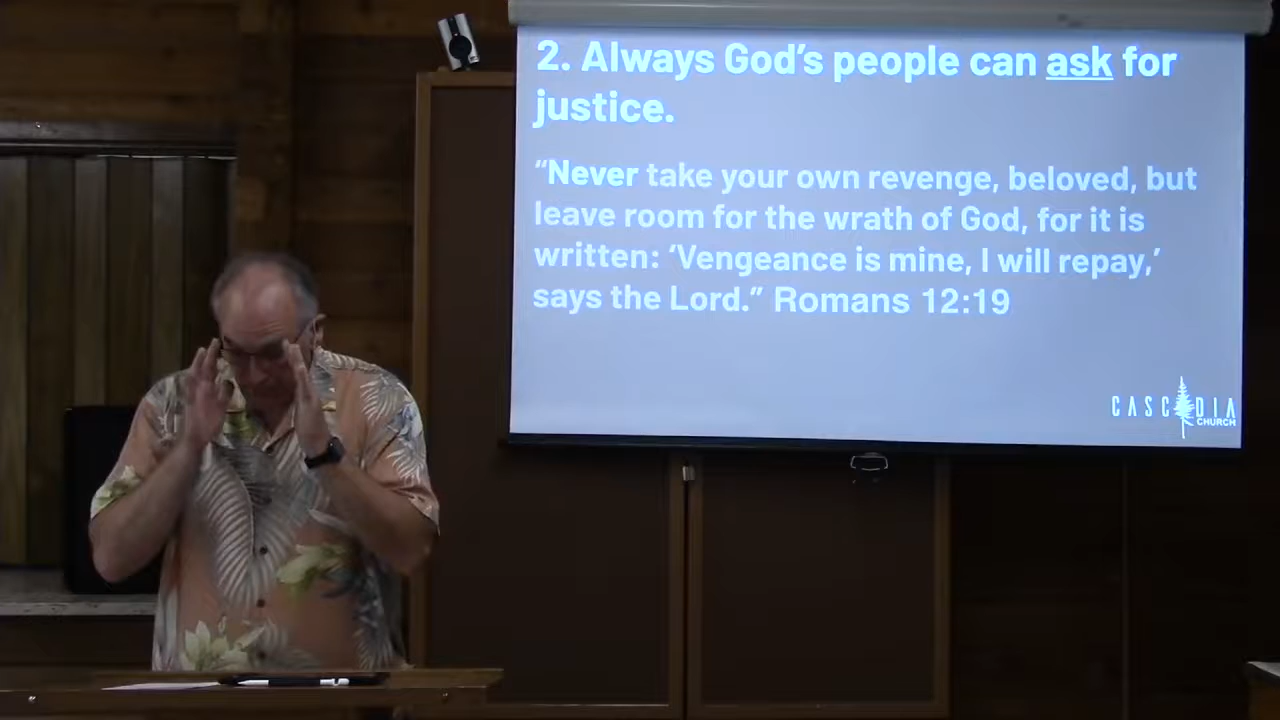 2. Always God's people can ask for
justice.
“Never take your own revenge, beloved, but
leave room for the wrath of God, for it is
written: ‘Vengeance is mine, I will repay,’
says the Lord.” Romans 12:19
CASCADIA
CHURCH